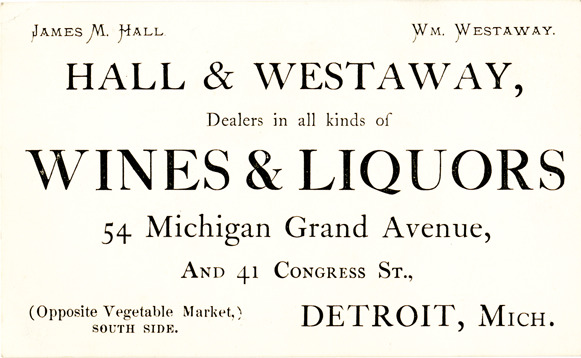 JAMES M. HALL
WM. WESTAWAY.
HALL & WESTAWAY,
Dealers in all kinds of
WINES & LIQUORS
54 Michigan Grand Avenue,
AND 41 CONGRESS ST.,
(Opposite Vegetable Market,)
SOUTH SIDE.
DETROIT, MICH.